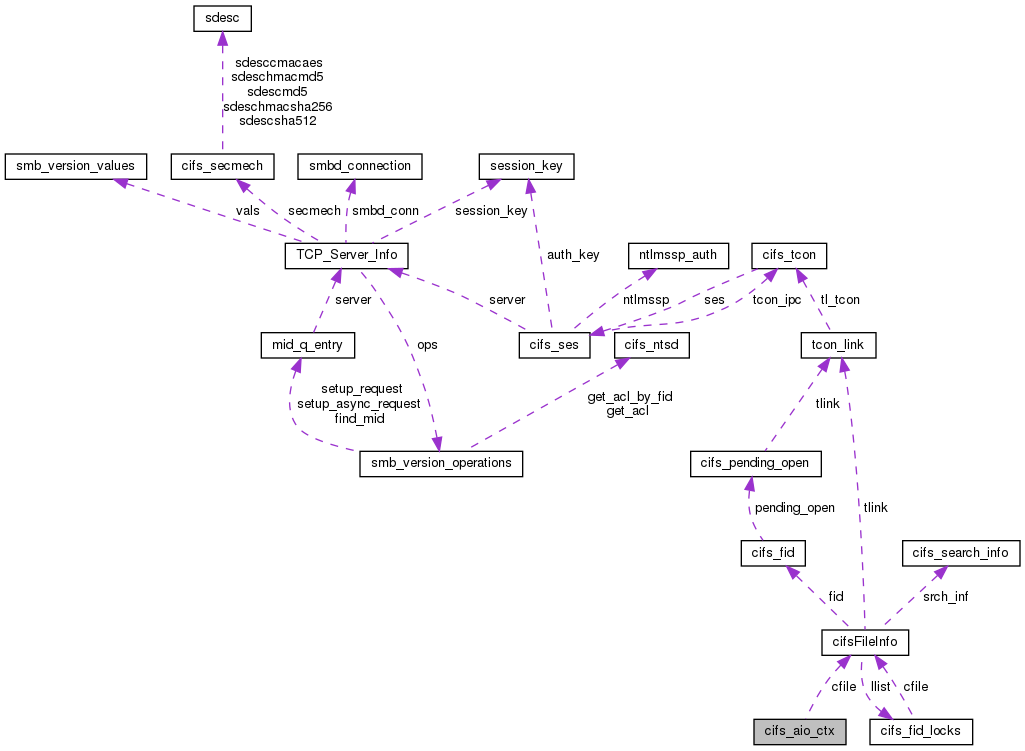 sdesc
sdesccmacaes
sdeschmacmd5
sdescmd5
sdeschmacsha256
sdescsha512
smb_version_values
cifs_secmech
smbd_connection
session_key
vals
secmech
smbd_conn
session_key
TCP_Server_Info
auth_key
ntlmssp_auth
cifs_tcon
server
server
ntlmssp
ses
tcon_ipc
tl_tcon
mid_q_entry
ops
cifs_ses
cifs_ntsd
tcon_link
setup_request
setup_async_request
find_mid
get_acl_by_fid
get_acl
tlink
smb_version_operations
cifs_pending_open
pending_open
tlink
cifs_fid
cifs_search_info
fid
srch_inf
cifsFileInfo
cfile
llist
cfile
cifs_aio_ctx
cifs_fid_locks